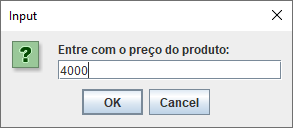 Input
Entre com o preço do produto:
4000
OK
Cancel